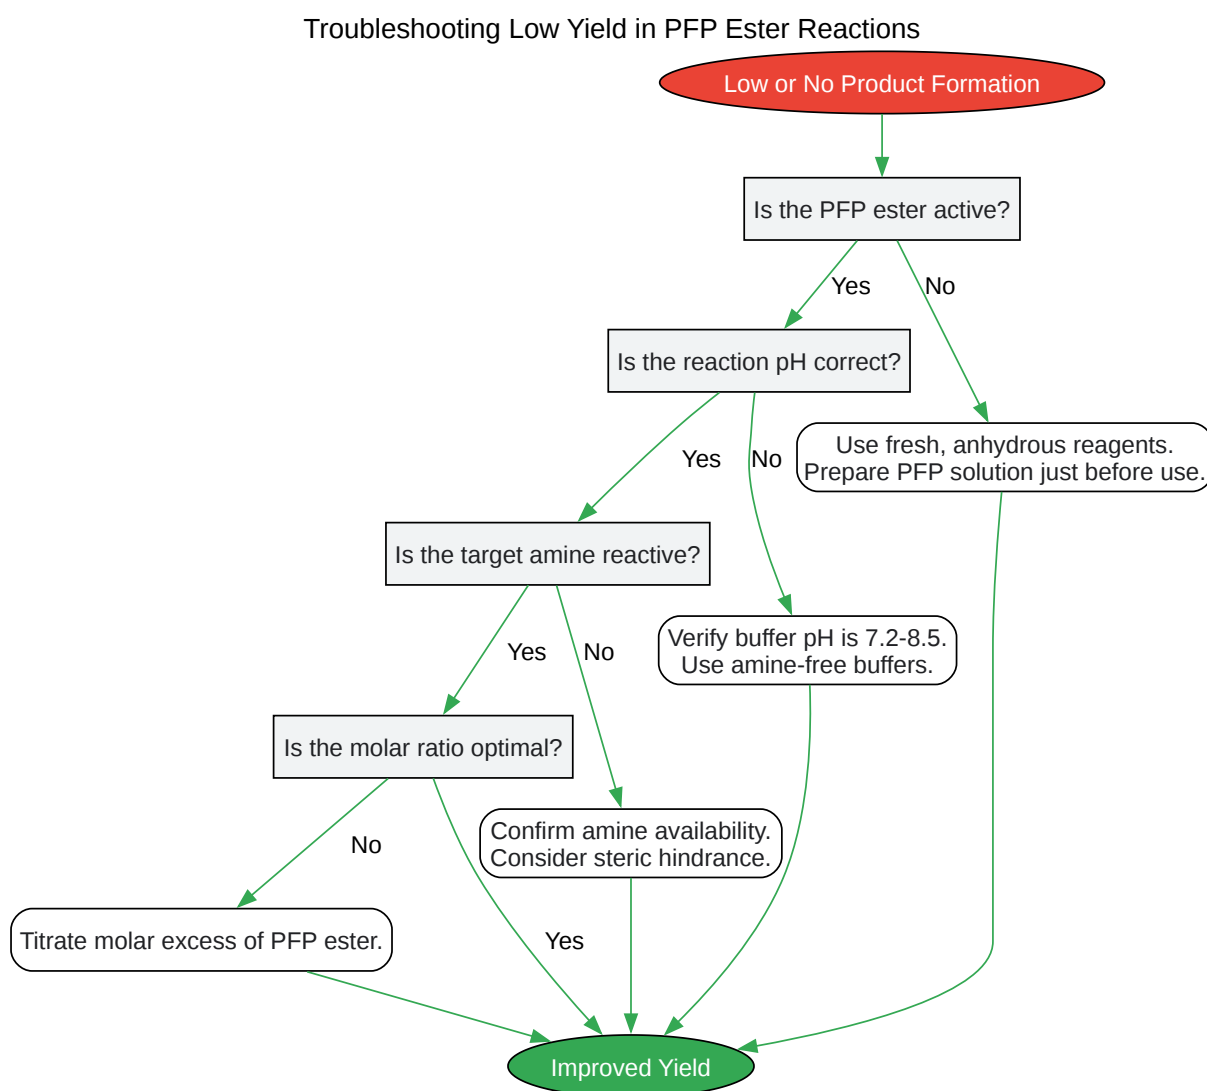 Troubleshooting Low Yield in PFP Ester Reactions
Low or No Product Formation
Is the PFP ester active?
Yes
No
Is the reaction pH correct?
Yes
No
Use fresh, anhydrous reagents.
Prepare PFP solution just before use.
Is the target amine reactive?
Yes
No
Verify buffer pH is 7.2-8.5.
Use amine-free buffers.
Is the molar ratio optimal?
No
Yes
Confirm amine availability.
Consider steric hindrance.
Titrate molar excess of PFP ester.
Improved Yield